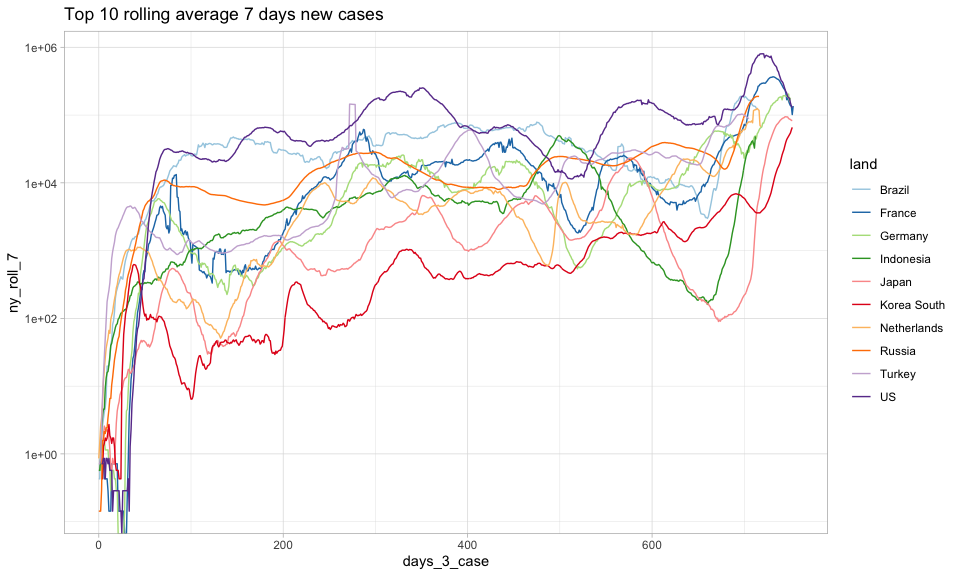 Top 10 rolling average 7 days new cases
1e+06
1e+04
1e+02
1e+00
ny_roll_7
0
200
400
600
days_3_case
land
Brazil
France
Germany
Indonesia
Japan
Korea South
Netherlands
Russia
Turkey
US